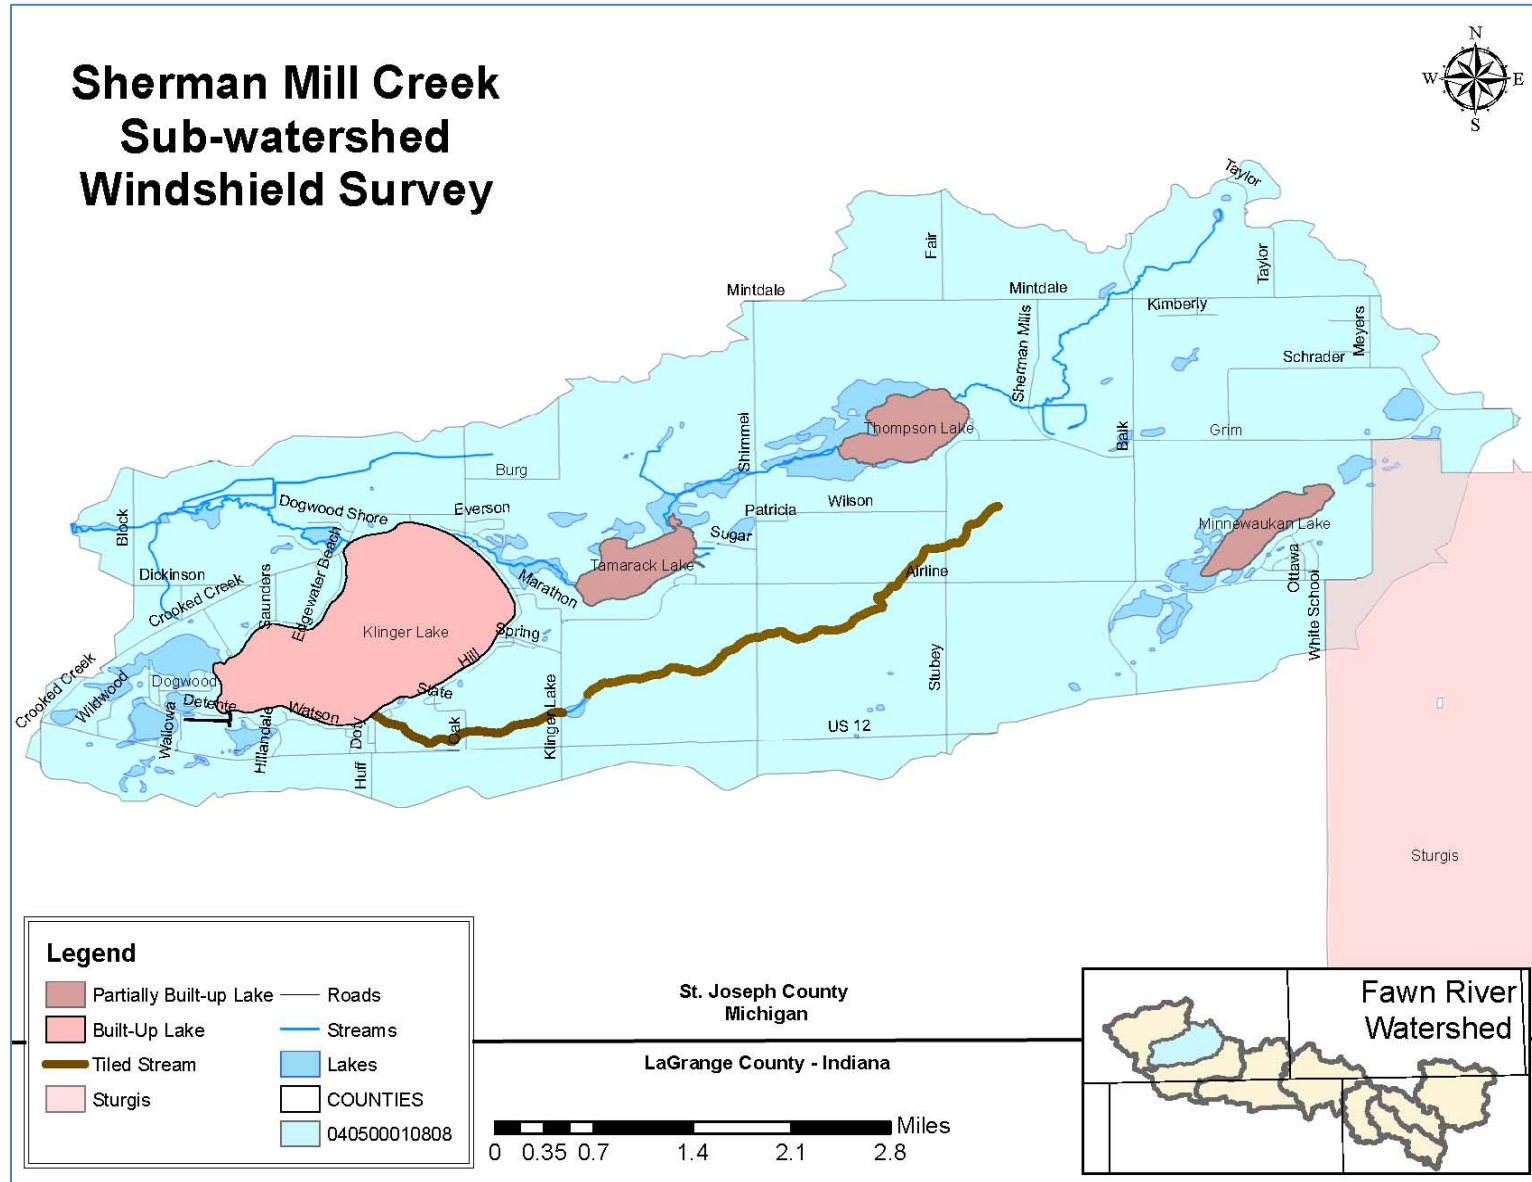 Sherman Mill Creek
Sub-watershed
Windshield Survey
N
W
E
S
Taylor
Fair
Taylor
Mintdale
Mintdale
Kimberly
Sherman Mills
Meyers
Schrader
Thompson Lake
Grim
Balk
Shimmel
Burg
Dogwood Shore
Everson
Patricia
Wilson
Minnewaukan Lake
Block
Sugar
Edgewater Beach
Tamarack Lake
Airline
Ottawa
Dickinson
Crooked Creek
Saunders
Marathon
White School
Klinger Lake
Spring
Hill
Stubey
Crooked Creek
Wildwood
Dogwood
Detente
State
Watson
Wallowa
Hillandale
Doty
Oak
Klinger Lake
US 12
Huff
Sturgis
Legend
Partially Built-up Lake
Roads
Built-Up Lake
Streams
Tiled Stream
Lakes
Sturgis
COUNTIES
040500010808
St. Joseph County
Michigan
LaGrange County - Indiana
Miles
0 0.35 0.7 1.4 2.1 2.8
Fawn River
Watershed